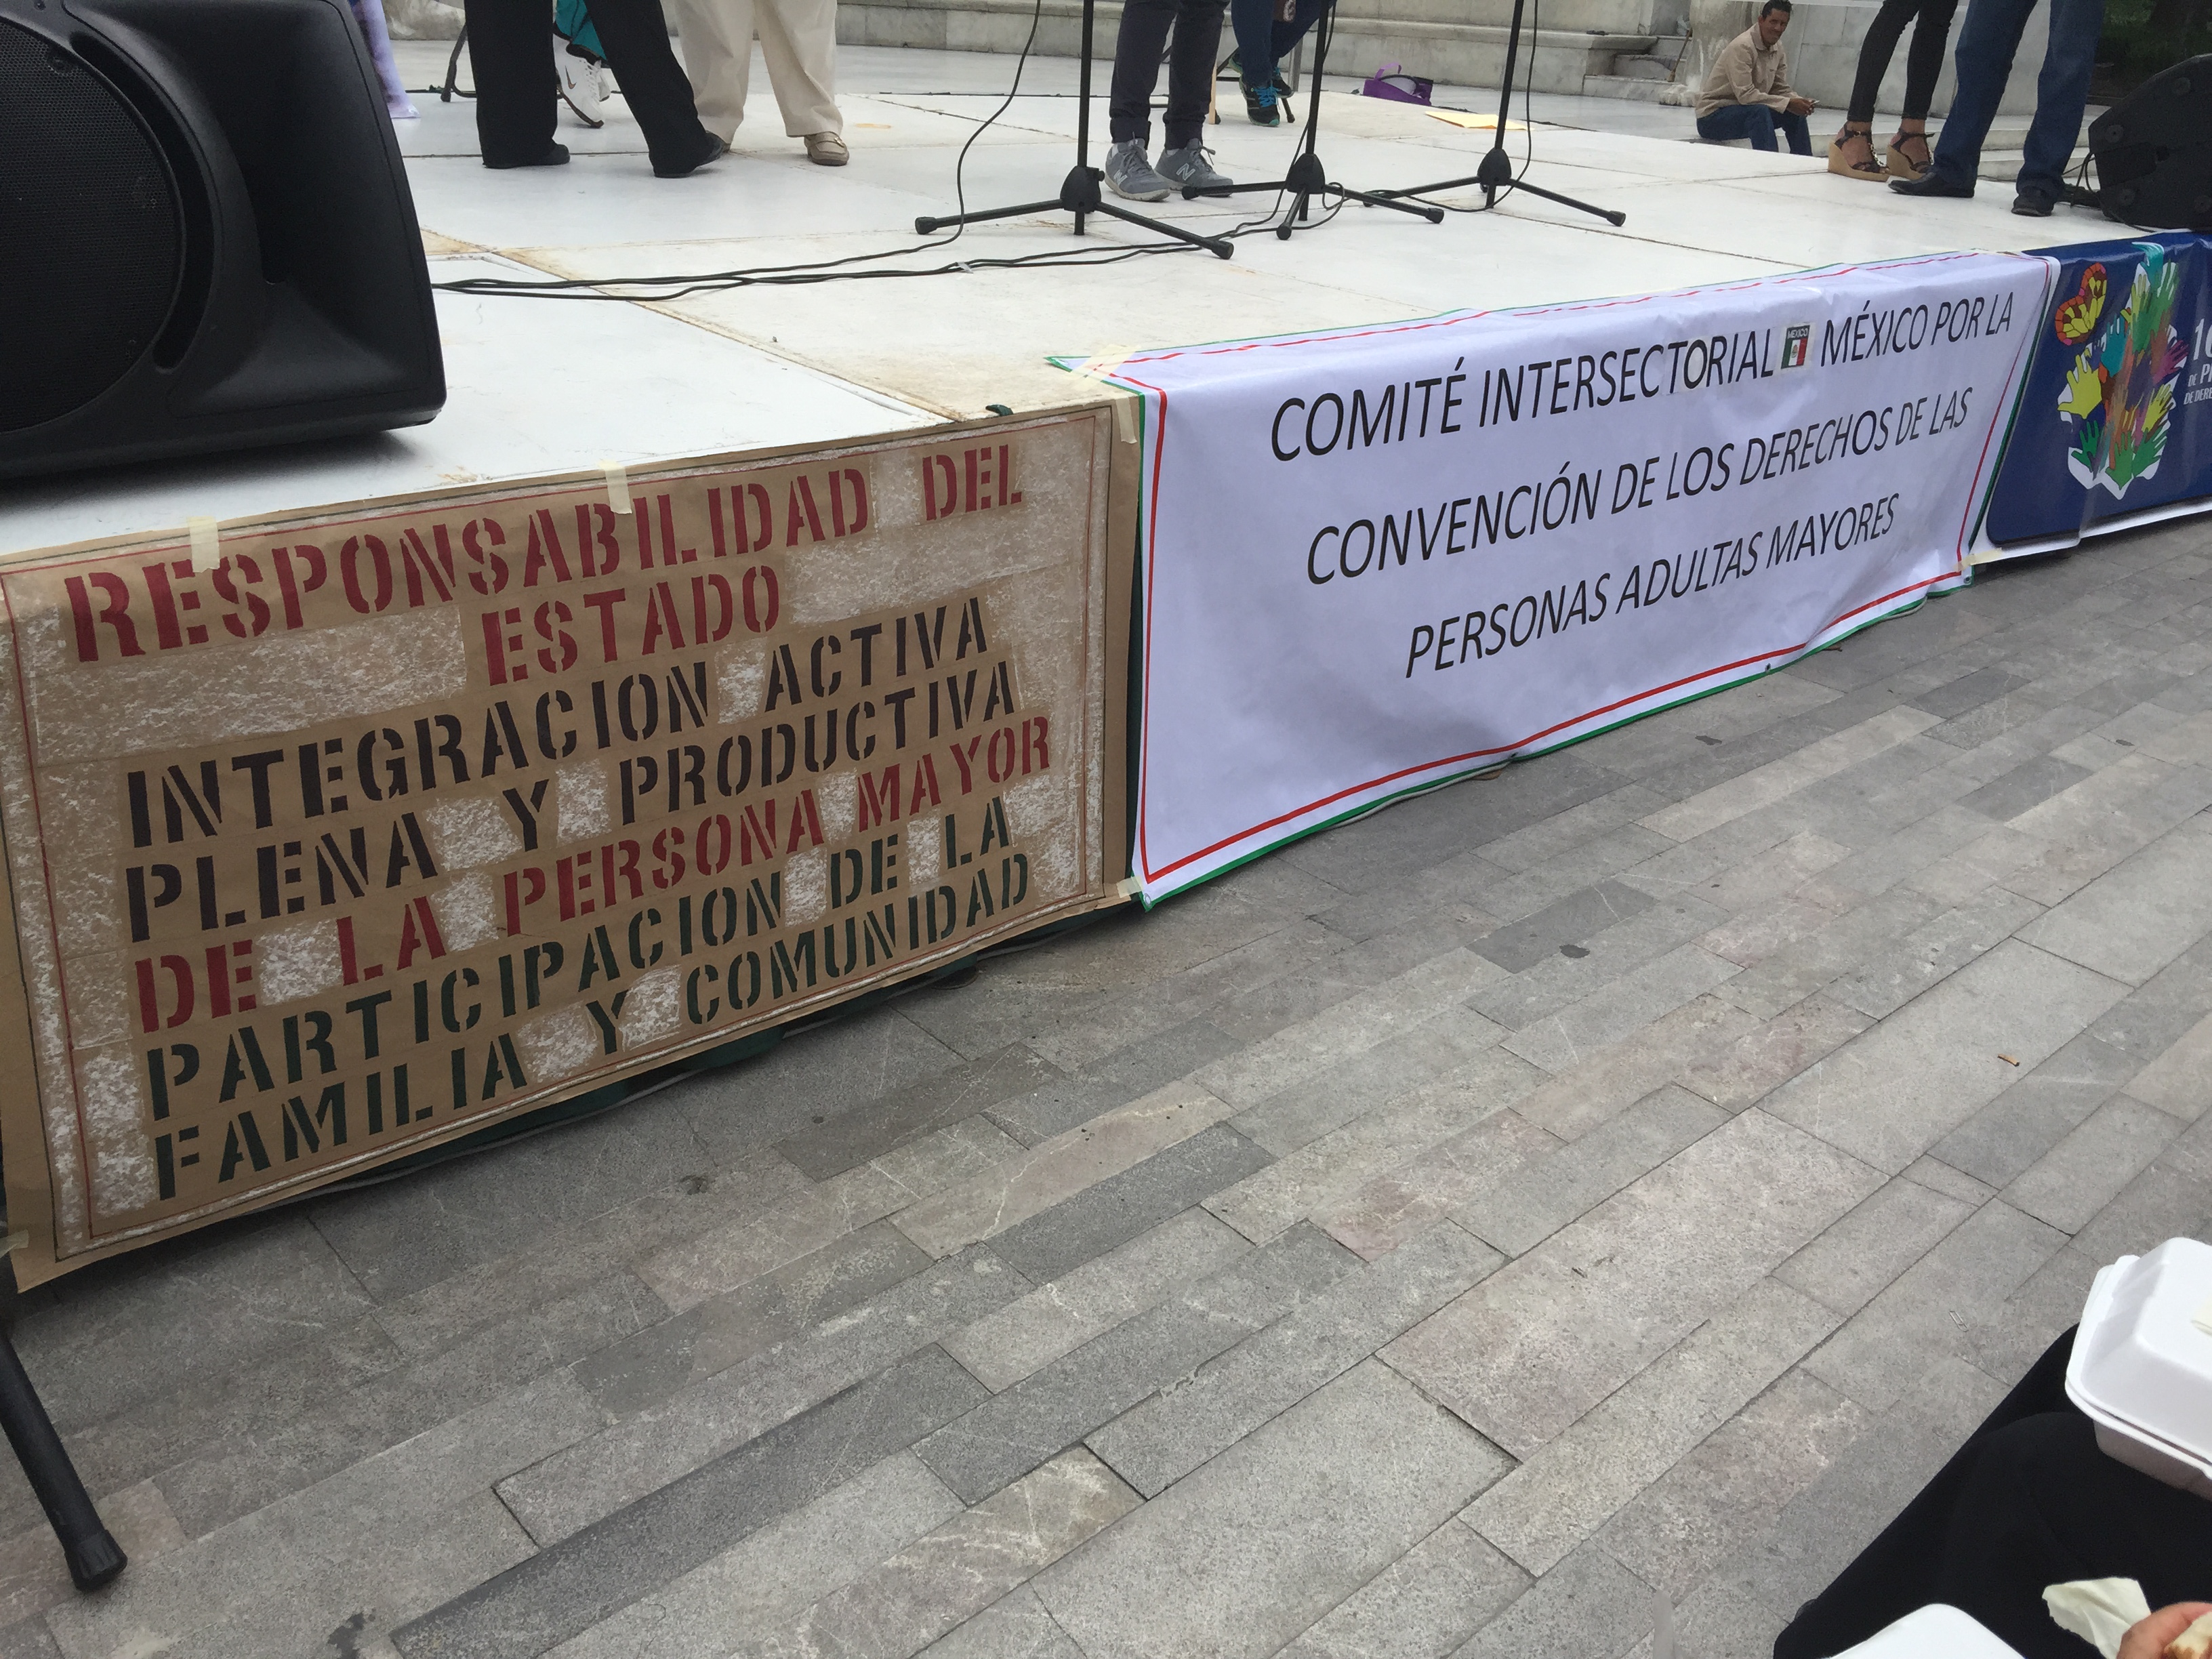 RESPONSABILIDAD DEL
ESTADO
INTEGRACION ACTIVA
PLENA Y PRODUCTIVA
DE LA PERSONA MAYOR
PARTICIPACION DE LA
FAMILIA Y COMUNIDAD
COMITÉ INTERSECTORIAL MÉXICO MÉXICO POR LA
CONVENCIÓN DE LOS DERECHOS DE LAS
PERSONAS ADULTAS MAYORES
N